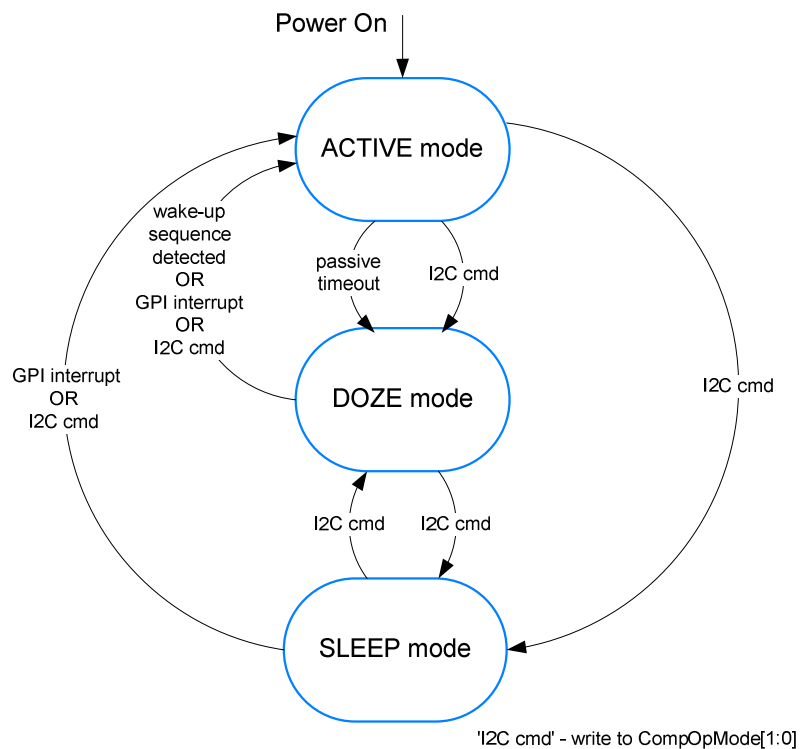 Power On
ACTIVE mode
wake-up
sequence
detected
OR
GPI interrupt
OR
I2C cmd
passive
timeout
I2C cmd
GPI interrupt
OR
I2C cmd
I2C cmd
DOZE mode
I2C cmd
I2C cmd
SLEEP mode
'I2C cmd' - write to CompOpMode[1:0]